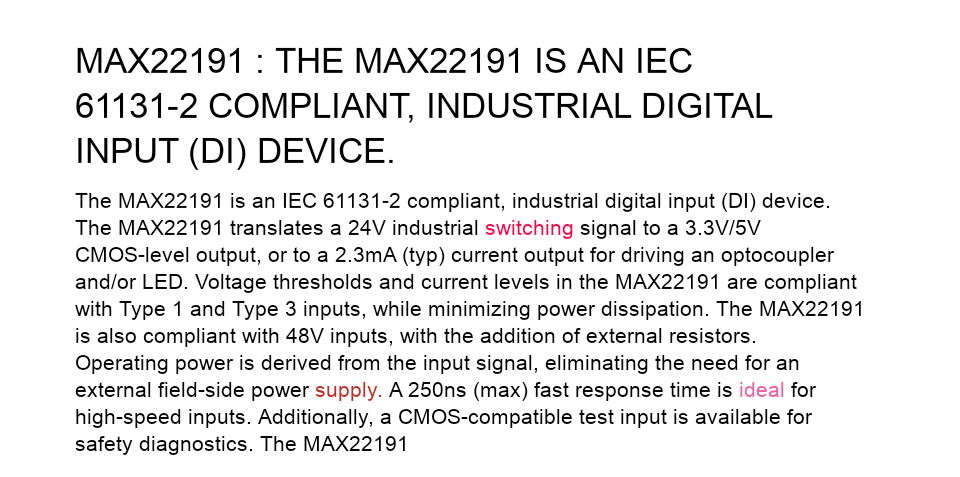 MAX22191 : THE MAX22191 IS AN IEC
61131-2 COMPLIANT, INDUSTRIAL DIGITAL
INPUT (DI) DEVICE.
The MAX22191 is an IEC 61131-2 compliant, industrial digital input (DI) device.
The MAX22191 translates a 24V industrial switching signal to a 3.3V/5V
CMOS-level output, or to a 2.3mA (typ) current output for driving an optocoupler
and/or LED. Voltage thresholds and current levels in the MAX22191 are compliant
with Type 1 and Type 3 inputs, while minimizing power dissipation. The MAX22191
is also compliant with 48V inputs, with the addition of external resistors.
Operating power is derived from the input signal, eliminating the need for an
external field-side power supply. A 250ns (max) fast response time is ideal for
high-speed inputs. Additionally, a CMOS-compatible test input is available for
safety diagnostics. The MAX22191